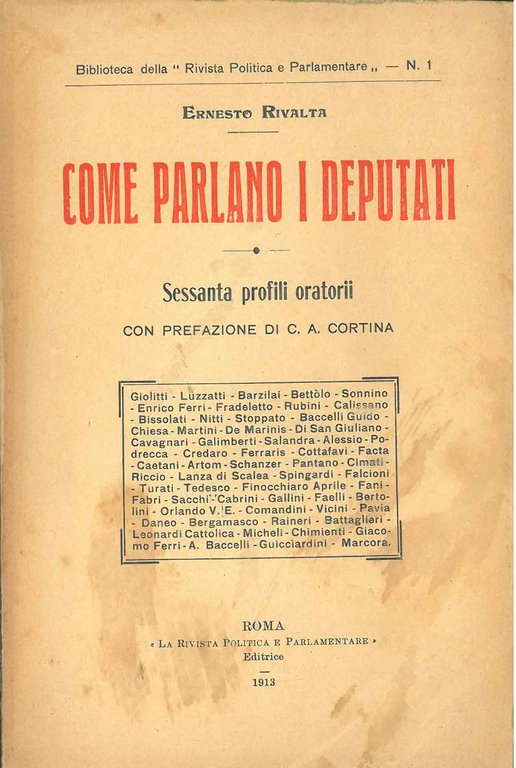 Biblioteca della " Rivista Politica e Parlamentare „ — N. 1
ERNESTO RIVALTA
COME PARLANO I DEPUTATI
Sessanta profili oratorii
CON PREFAZIONE DI C. A. CORTINA
Giolitti - Luzzatti - Barzilai - Bettòlo - Sonnino
- Enrico Ferri - Fradeletto - Rubini - Calissano
- Bissolati - Nitti - Stoppato - Baccelli Guido -
Chiesa - Martini - De Marinis - Di San Giuliano -
Cavagnari - Galimberti - Salandra - Alessio - Po-
drecca - Credaro - Ferraris - Cottafavi - Facta
- Caetani - Artom - Schanzer - Pantano - Cimati -
Riccio - Lanza di Scalea - Spingardi - Falcioni
- Turati - Tedesco - Finocchiaro Aprile - Fani -
Fabri - Sacchi - Cabrini - Gallini - Faelli - Berto-
lini - Orlando V. E. - Comandini - Vicini - Pavia
- Daneo - Bergamasco - Raineri - Battaglieri -
Leonardi Cattolica - Micheli - Chimienti - Giaco-
mo Ferri - A. Baccelli - Guicciardini - Marcora.
ROMA
« LA RIVISTA POLITICA E PARLAMENTARE »
Editrice
1913